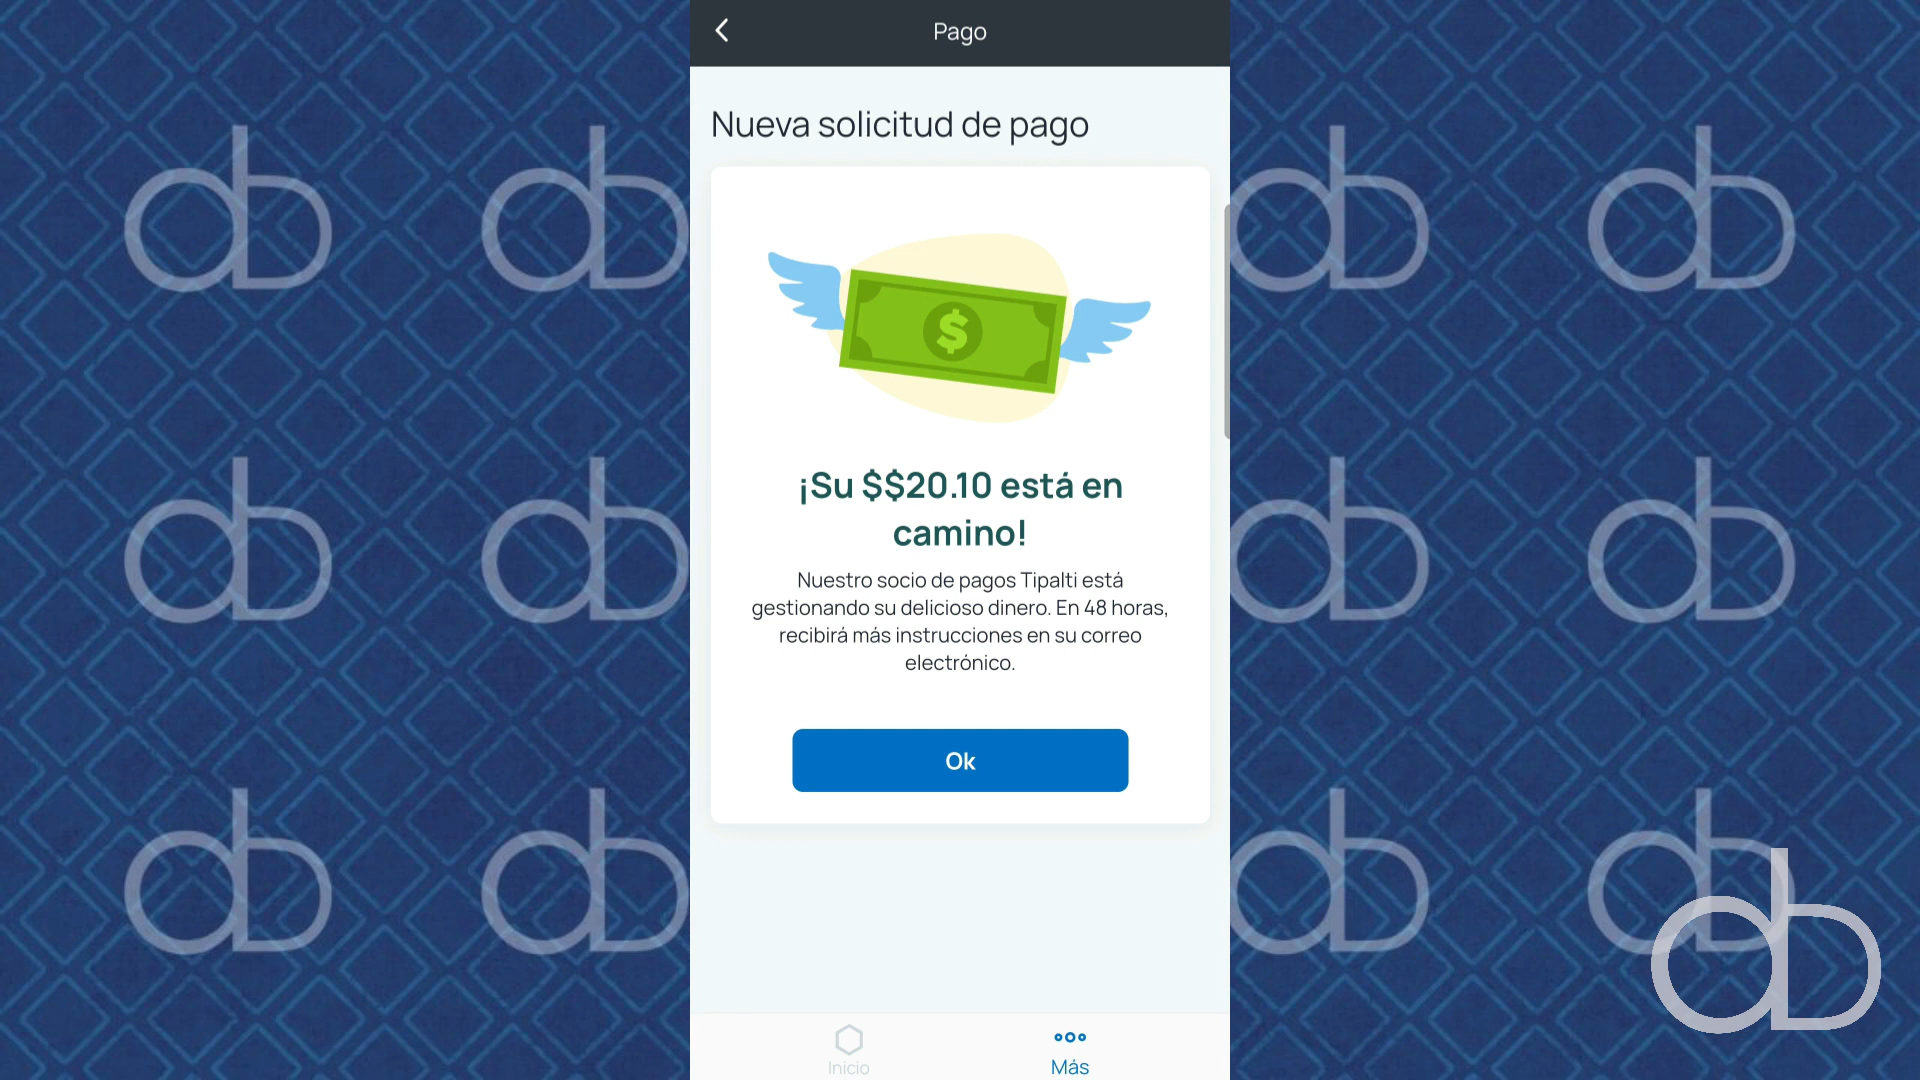 Pago
Nueva solicitud de pago
$
¡Su $$20.10 está en
camino!
Nuestro socio de pagos Tipalti está
gestionando su delicioso dinero. En 48 horas,
recibirá más instrucciones en su correo
electrónico.
Ok
Inicio
Más